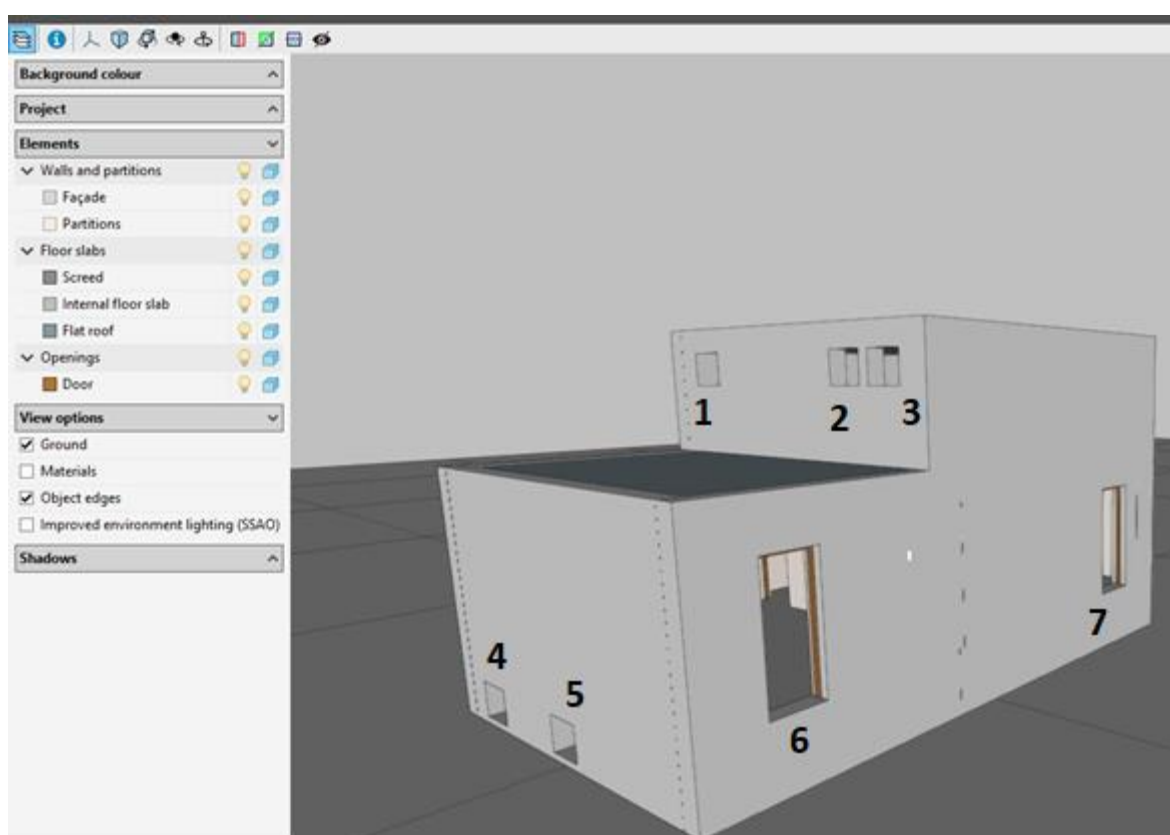 Background colour
Project
Elements
Walls and partitions
Façade
Partitions
Floor slabs
Screed
Internal floor slab
Flat roof
Openings
Door
View options
Ground
Materials
Object edges
Improved environment lighting (SSAO)
Shadows
1
2
3
4
5
6
7